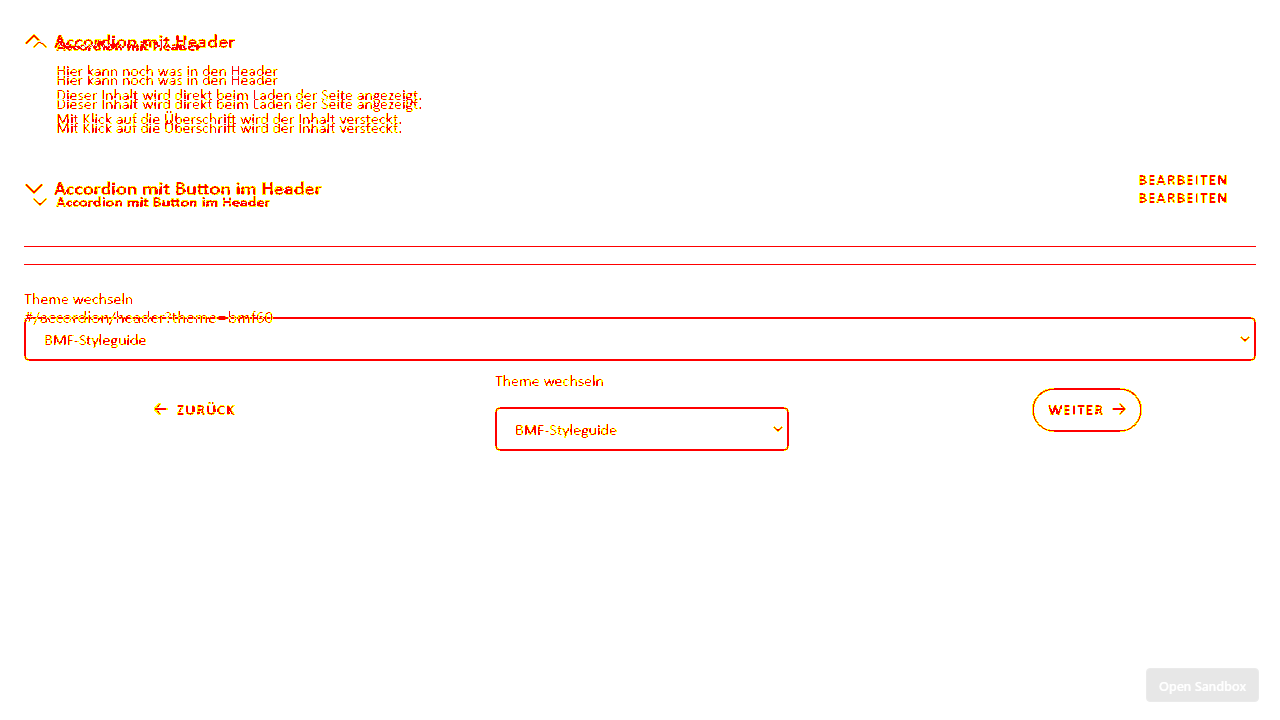 Accordion mit Header
Accordion mit Header
Hier kann noch was in den Header
Hier kann noch was in den Header
Dieser Inhalt wird direkt beim Laden der Seite angezeigt.
Dieser Inhalt wird direkt beim Laden der Seite angezeigt.
Mit Klick auf die Überschrift wird der Inhalt versteckt.
Mit Klick auf die Überschrift wird der Inhalt versteckt.
BEARBEITEN
Accordion mit Button im Header
BEARBEITEN
Accordion mit Button im Header
Theme wechseln
#/accordion/header?theme=bmf60
BMF-Styleguide
Theme wechseln
ZURÜCK
WEITER
BMF-Styleguide
Open Sandbox